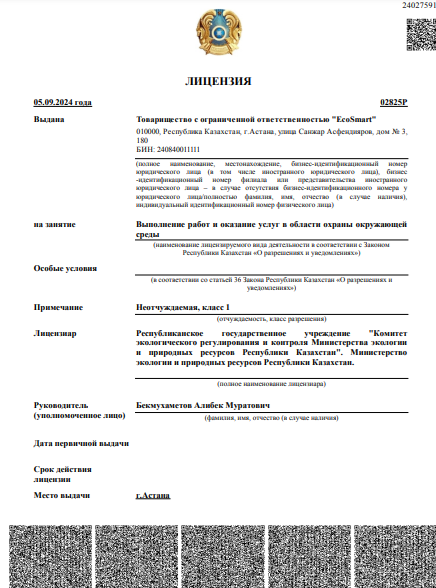 24027591
ЛИЦЕНЗИЯ
05.09.2024 года 02825P
Выдана Товарищество с ограниченной ответственностью "EcoSmart"
010000, Республика Казахстан, г.Астана, улица Санжар Асфендияров, дом № 3,
180
БИН: 240840011111
(полное наименование, местонахождение, бизнес-идентификационный номер
юридического лица (в том числе иностранного юридического лица), бизнес
-идентификационный номер филиала или представительства иностранного
юридического лица – в случае отсутствия бизнес-идентификационного номера у
юридического лица/полностью фамилия, имя, отчество (в случае наличия),
индивидуальный идентификационный номер физического лица)
на занятие Выполнение работ и оказание услуг в области охраны окружающей
среды
(наименование лицензируемого вида деятельности в соответствии с Законом
Республики Казахстан «О разрешениях и уведомлениях»)
Особые условия
(в соответствии со статьей 36 Закона Республики Казахстан «О разрешениях и
уведомлениях»)
Примечание Неотчуждаемая, класс 1
(отчуждаемость, класс разрешения)
Лицензиар Республиканское государственное учреждение "Комитет
экологического регулирования и контроля Министерства экологии
и природных ресурсов Республики Казахстан". Министерство
экологии и природных ресурсов Республики Казахстан.
(полное наименование лицензиара)
Руководитель Бекмухаметов Алибек Муратович
(уполномоченное лицо) (фамилия, имя, отчество (в случае наличия)
Дата первичной выдачи
Срок действия
лицензии
Место выдачи г.Астана